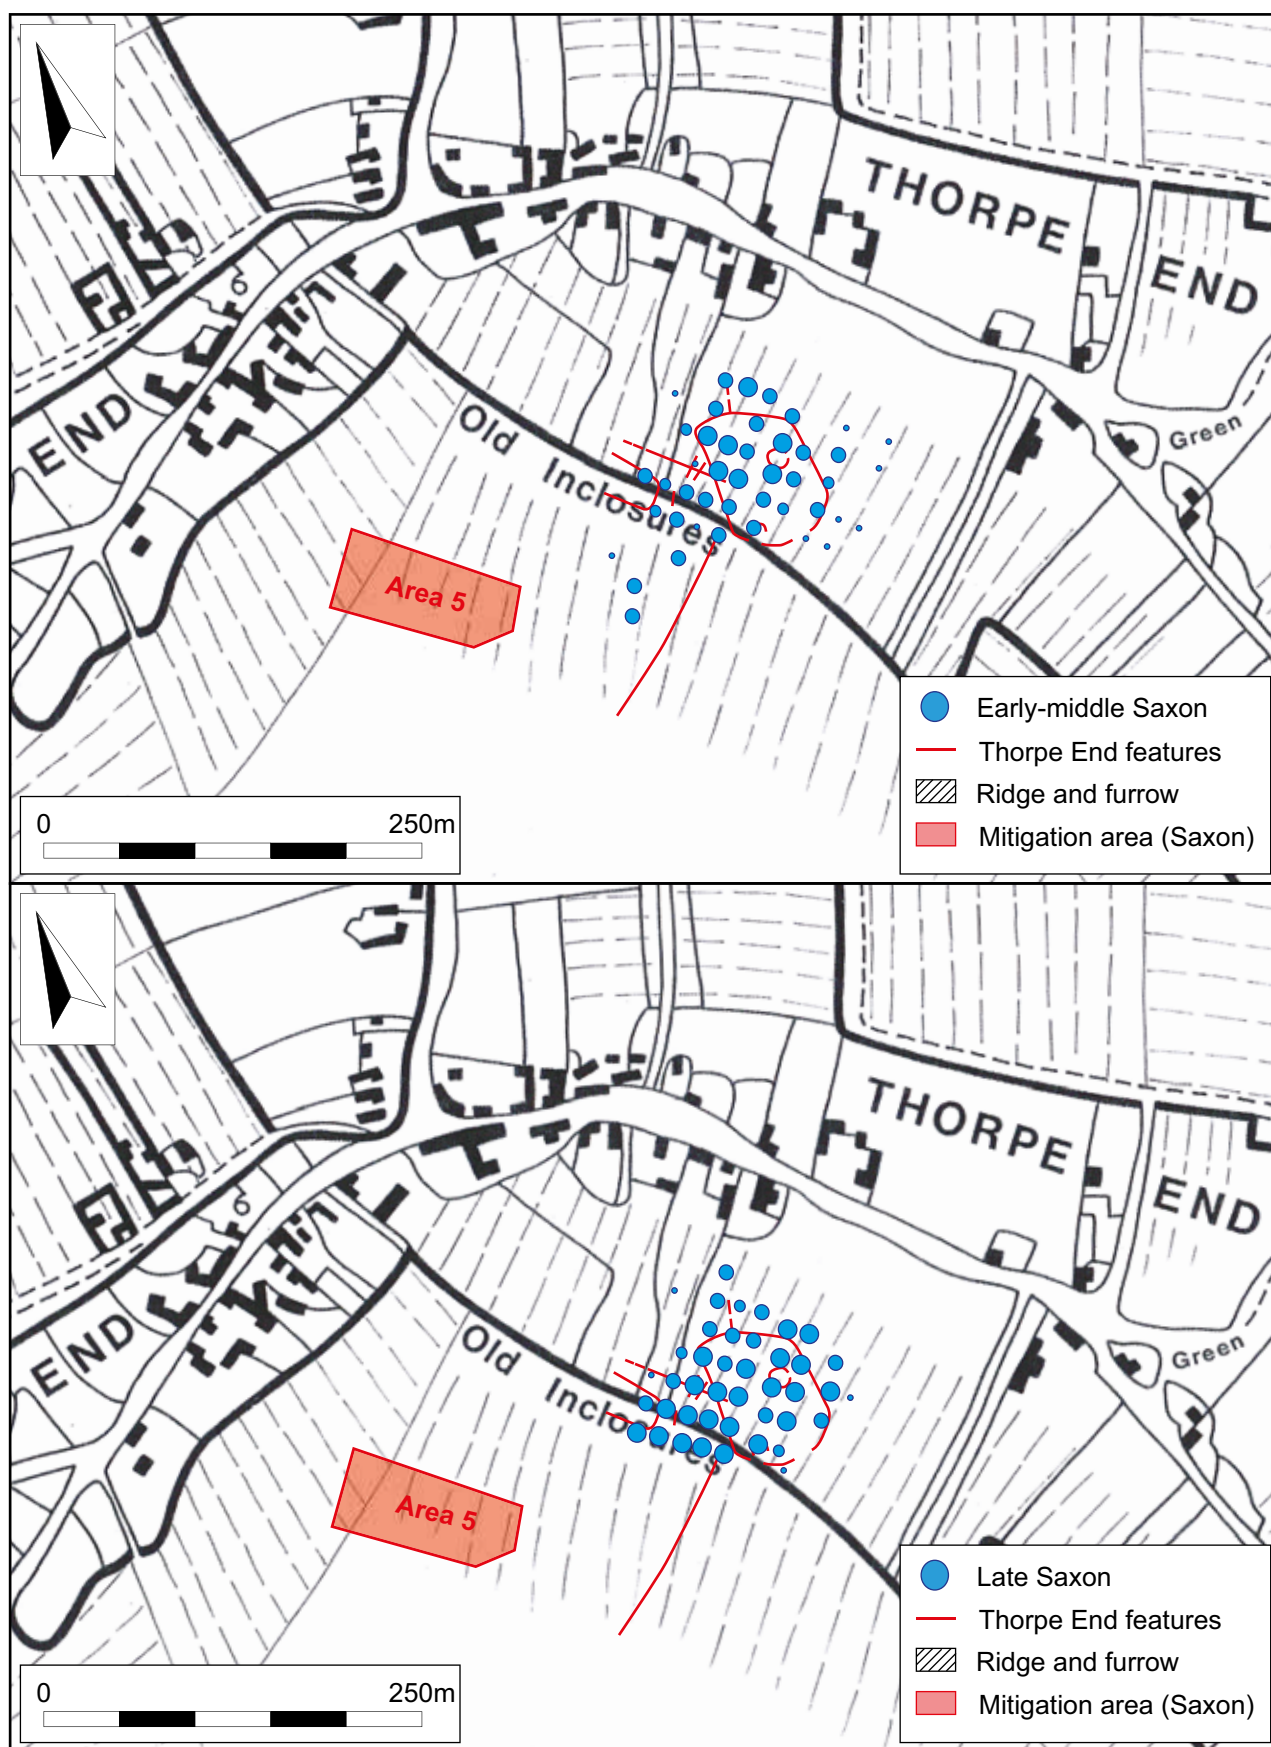 THORPE
END
END
Green
Old Inclosures
Area 5
0 250m
Early-middle Saxon
Thorpe End features
Ridge and furrow
Mitigation area (Saxon)
THORPE
END
END
Green
Old Inclosures
Area 5
0 250m
Late Saxon
Thorpe End features
Ridge and furrow
Mitigation area (Saxon)